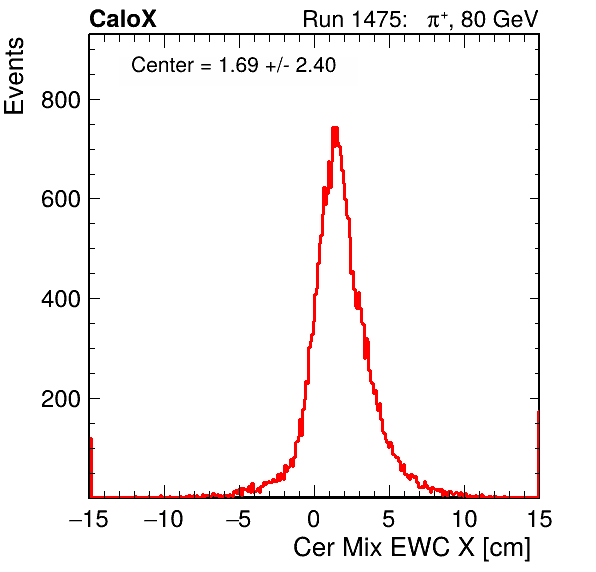 CaloX Run 1475: π⁺, 80 GeV
Events
Center = 1.69 +/- 2.40
800
600
400
200
−15 −10 −5 0 5 10 15
Cer Mix EWC X [cm]